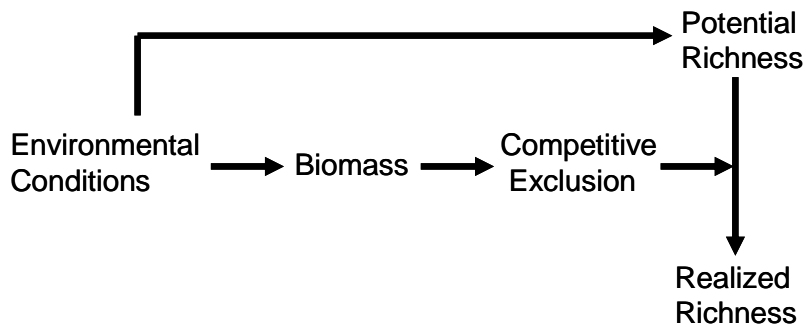 Potential
Richness
Environmental
Conditions
Biomass
Competitive
Exclusion
Realized
Richness